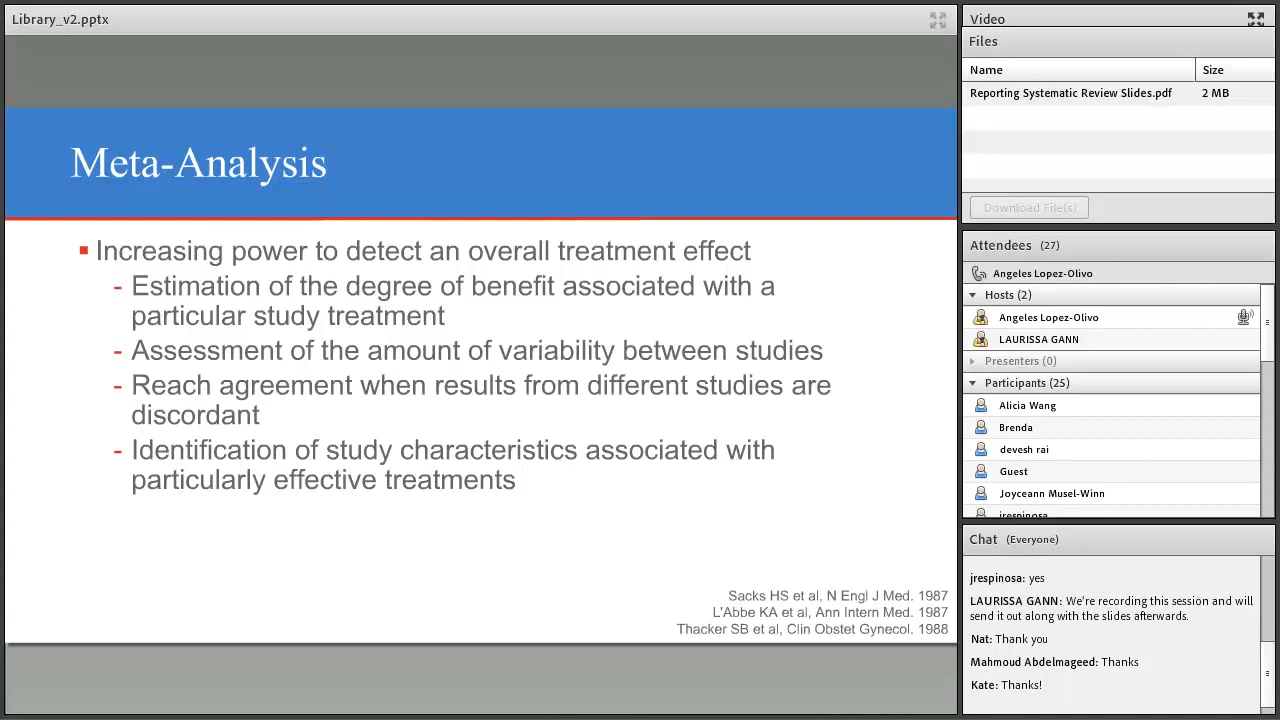 Library_v2.pptx
Meta-Analysis
Increasing power to detect an overall treatment effect
- Estimation of the degree of benefit associated with a
particular study treatment
- Assessment of the amount of variability between studies
- Reach agreement when results from different studies are
discordant
- Identification of study characteristics associated with
particularly effective treatments
Sacks HS et al, N Engl J Med. 1987
L'Abbe KA et al, Ann Intern Med. 1987
Thacker SB et al, Clin Obstet Gynecol. 1988
Video
Files
Name Size
Reporting Systematic Review Slides.pdf 2 MB
Download File(s)
Attendees (27)
Angeles Lopez-Olivo
Hosts (2)
Angeles Lopez-Olivo
LAURISSA GANN
Presenters (0)
Participants (25)
Alicia Wang
Brenda
devesh rai
Guest
Joyceann Musel-Winn
jrespinosa
Chat (Everyone)
jrespinosa: yes
LAURISSA GANN: We're recording this session and will
send it out along with the slides afterwards.
Nat: Thank you
Mahmoud Abdelmageed: Thanks
Kate: Thanks!